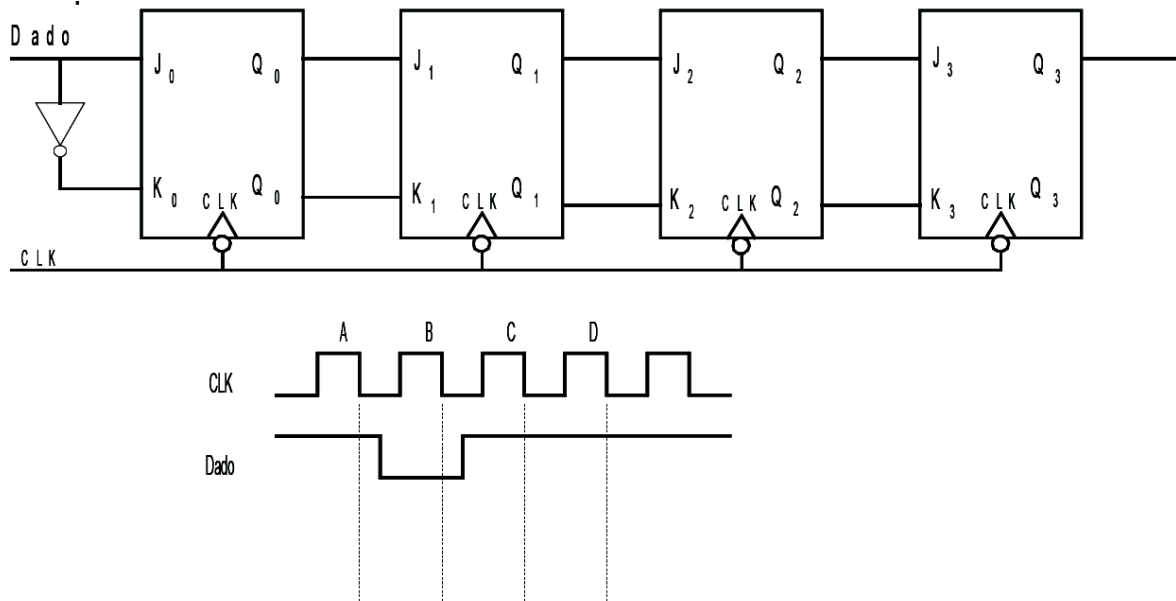 Dado
J0 Q0 J1 Q1 J2 Q2 J3 Q3
K0 CLK Q0 K1 CLK Q1 K2 CLK Q2 K3 CLK Q3
CLK
A B C D
CLK
Dado